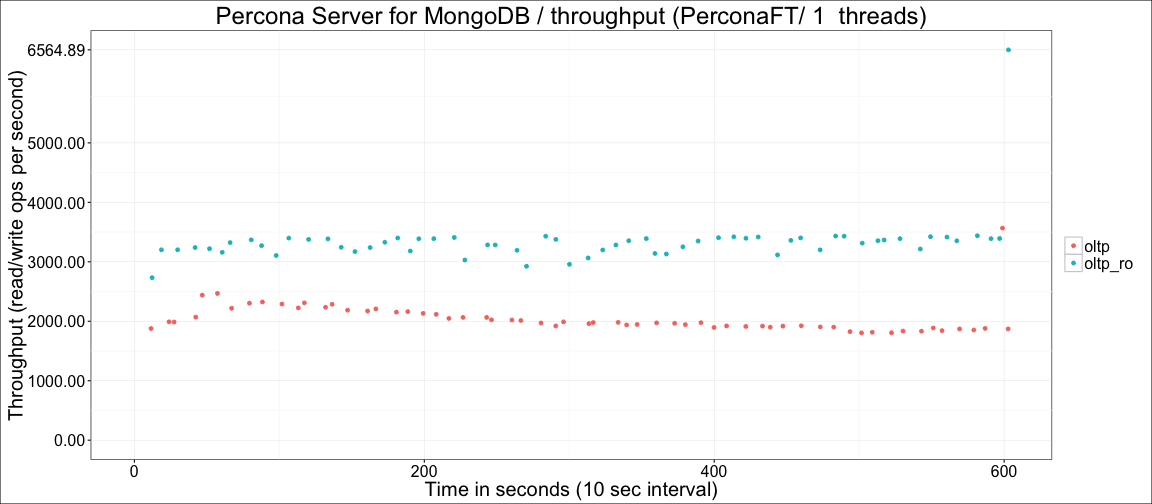 Percona Server for MongoDB / throughput (PerconaFT/ 1  threads)
Throughput (read/write ops per second)
6564.89
5000.00
4000.00
3000.00
2000.00
1000.00
0.00
0
200
400
600
Time in seconds (10 sec interval)
oltp
oltp_ro